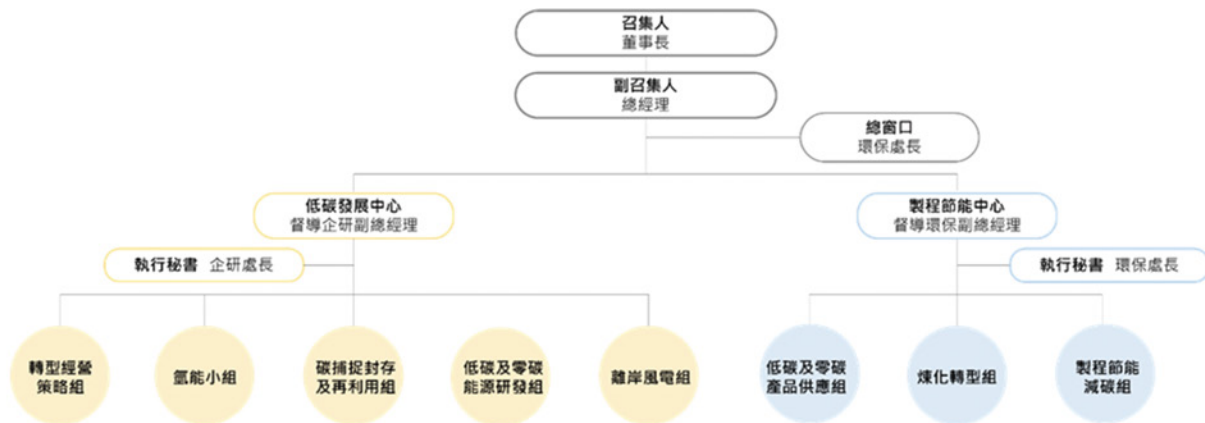 召集人
董事長
副召集人
總經理
總窗口
環保處長
低碳發展中心
督導企研副總經理
製程節能中心
督導環保副總經理
執行秘書 企研處長
執行秘書 環保處長
轉型經營
策略組
氫能小組
碳捕捉封存
及再利用組
低碳及零碳
能源研發組
離岸風電組
低碳及零碳
產品供應組
煉化轉型組
製程節能
減碳組